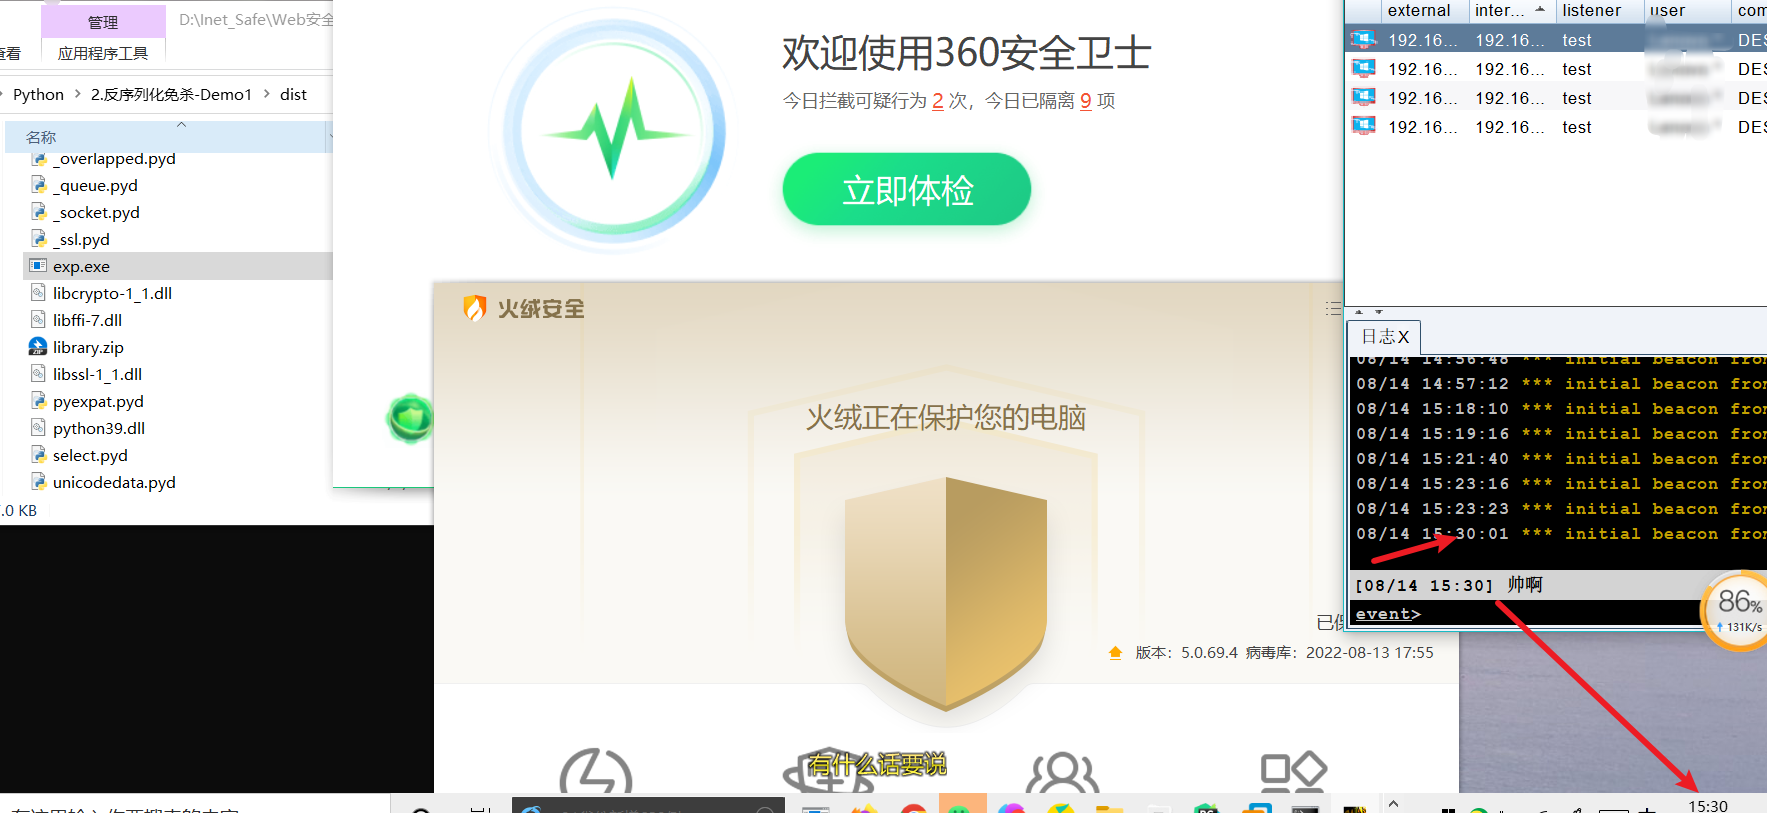 管理
D:\Inet_Safe\Web安全
查看
应用程序工具
Python > 2.反序列化免杀-Demo1 > dist
名称
_overlapped.pyd
_queue.pyd
_socket.pyd
_ssl.pyd
exp.exe
libcrypto-1_1.dll
libffi-7.dll
library.zip
libssl-1_1.dll
pyexpat.pyd
python39.dll
select.pyd
unicodedata.pyd
.0 KB
欢迎使用360安全卫士
今日拦截可疑行为 2 次，今日已隔离 9 项
立即体检
火绒安全
火绒正在保护您的电脑
版本：5.0.69.4 病毒库：2022-08-13 17:55
有什么话要说
external inter... listener user com
192.16... 192.16... test DES
192.16... 192.16... test DES
192.16... 192.16... test DES
192.16... 192.16... test DES
日志X
08/14 14:56:48 *** initial beacon from
08/14 14:57:12 *** initial beacon from
08/14 15:18:10 *** initial beacon from
08/14 15:19:16 *** initial beacon from
08/14 15:21:40 *** initial beacon from
08/14 15:23:16 *** initial beacon from
08/14 15:23:23 *** initial beacon from
08/14 15:30:01 *** initial beacon from
[08/14 15:30] 帅啊
event>
86%
131K/s
15:30